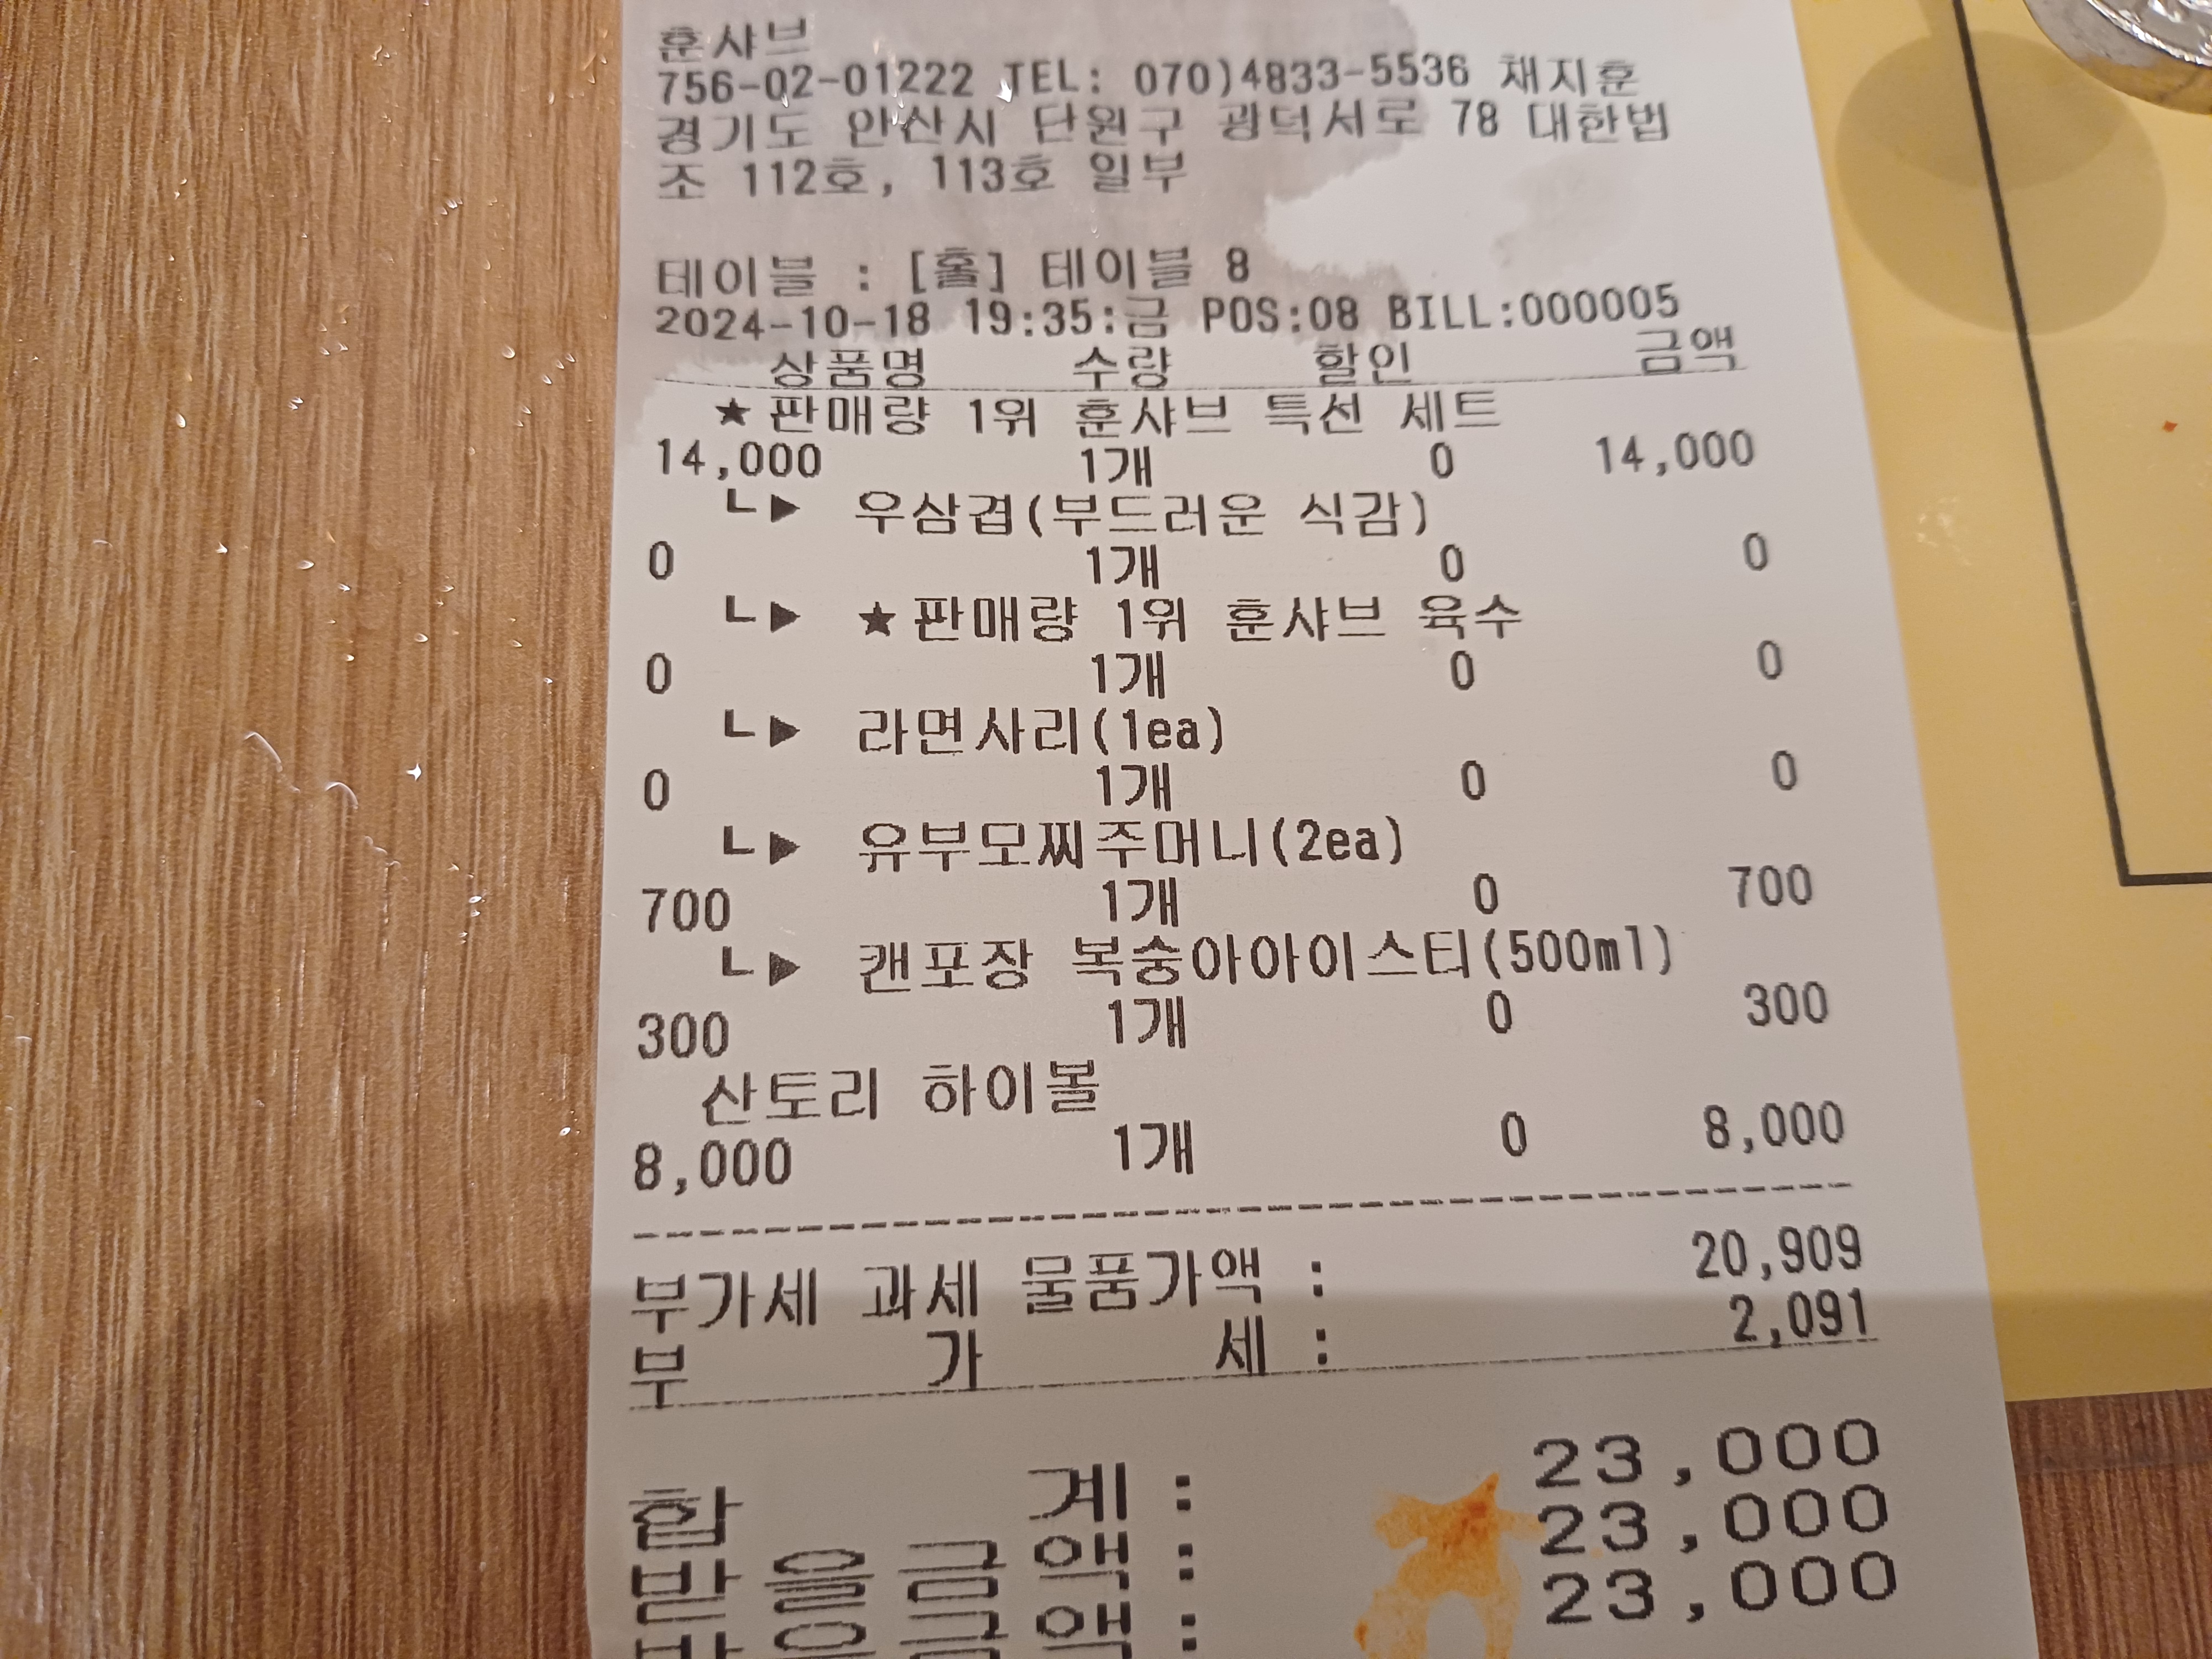 훈샤브
756-02-01222 TEL: 070)4833-5536 채지훈
경기도 안산시 단원구 광덕서로 78 대한법
조 112호, 113호 일부
테이블 : [홀] 테이블 8
2024-10-18 19:35:금 POS:08 BILL:000005
상품명 수량 할인 금액
★판매량 1위 훈샤브 특선 세트
14,000 1개 0 14,000
┗▶ 우삼겹(부드러운 식감)
0 1개 0 0
┗▶ ★판매량 1위 훈샤브 육수
0 1개 0 0
┗▶ 라면사리(1ea)
0 1개 0 0
┗▶ 유부모찌주머니(2ea)
700 1개 0 700
┗▶ 캔포장 복숭아아이스티(500ml)
300 1개 0 300
산토리 하이볼
8,000 1개 0 8,000
부가세 과세 물품가액 : 20,909
부 가 세 : 2,091
합 계 : 23,000
받 을 금 액 : 23,000
받 은 금 액 : 23,000